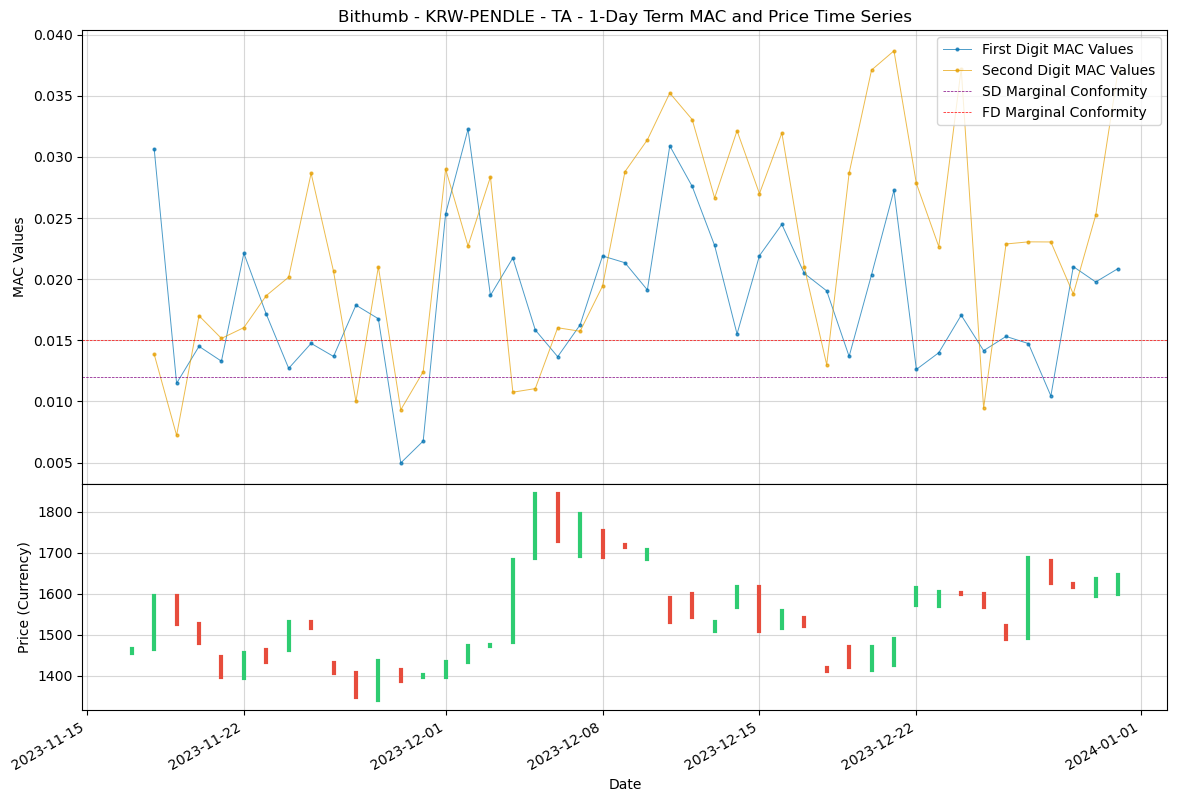 Bithumb - KRW-PENDLE - TA - 1-Day Term MAC and Price Time Series
0.040
0.035
0.030
0.025
0.020
0.015
0.010
0.005
MAC Values
First Digit MAC Values
Second Digit MAC Values
SD Marginal Conformity
FD Marginal Conformity
1800
1700
1600
1500
1400
Price (Currency)
2023-11-15
2023-11-22
2023-12-01
2023-12-08
2023-12-15
2023-12-22
2024-01-01
Date